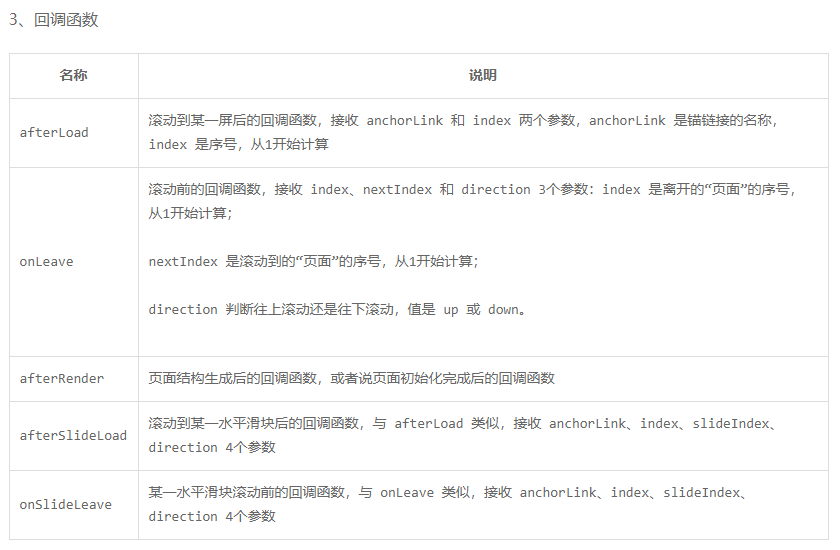 3、回调函数
名称
说明
afterLoad
滚动到某一屏后的回调函数，接收 anchorLink 和 index 两个参数，anchorLink 是锚链接的名称，
index 是序号，从1开始计算
onLeave
滚动前的回调函数，接收 index、nextIndex 和 direction 3个参数：index 是离开的“页面”的序号，
从1开始计算；
nextIndex 是滚动到的“页面”的序号，从1开始计算；
direction 判断往上滚动还是往下滚动，值是 up 或 down。
afterRender
页面结构生成后的回调函数，或者说页面初始化完成后的回调函数
afterSlideLoad
滚动到某一水平滑块后的回调函数，与 afterLoad 类似，接收 anchorLink、index、slideIndex、
direction 4个参数
onSlideLeave
某一水平滑块滚动前的回调函数，与 onLeave 类似，接收 anchorLink、index、slideIndex、
direction 4个参数